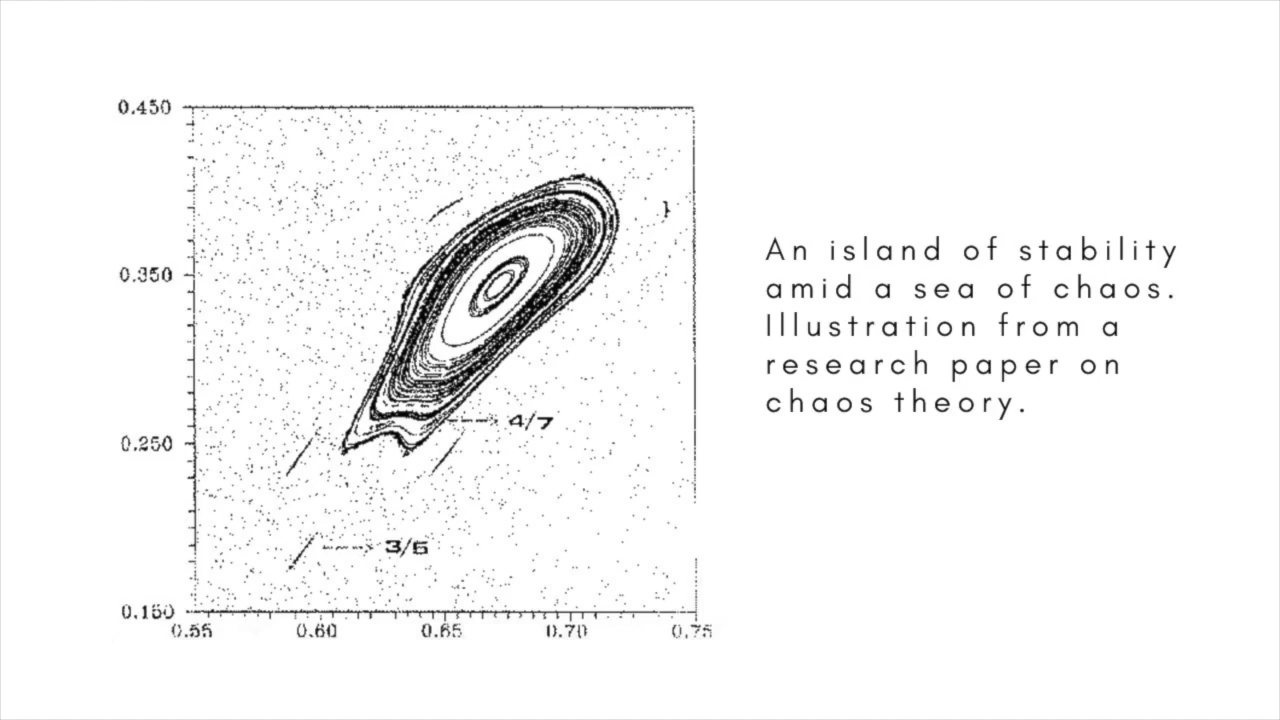 0.450
0.350
0.250
0.150
0.55 0.60 0.65 0.70 0.75
4/7
3/6
An island of stability
amid a sea of chaos.
Illustration from a
research paper on
chaos theory.